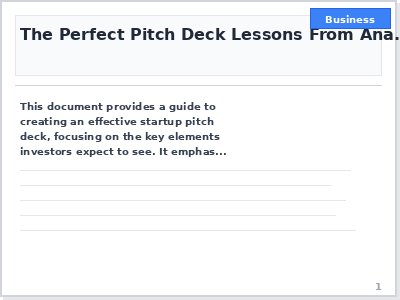 Business
The Perfect Pitch Deck Lessons From Ana.
This document provides a guide to
creating an effective startup pitch
deck, focusing on the key elements
investors expect to see. It emphas...
1